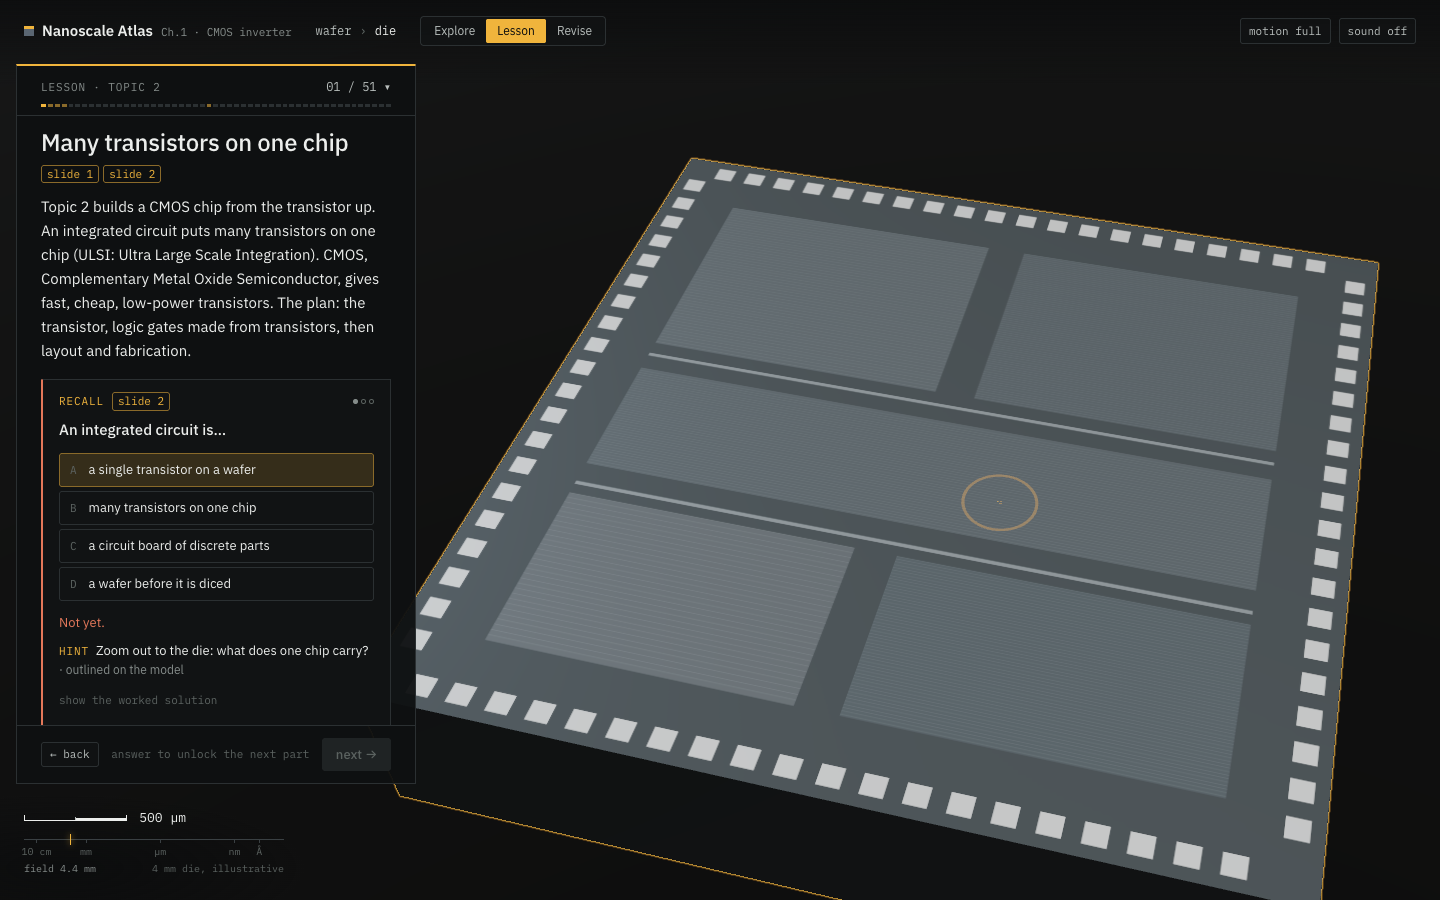 Nanoscale Atlas Ch.1 · CMOS inverter wafer › die Explore Lesson Revise motion full sound off
LESSON · TOPIC 2 01 / 51 ▾
Many transistors on one chip
slide 1 slide 2
Topic 2 builds a CMOS chip from the transistor up.
An integrated circuit puts many transistors on one
chip (ULSI: Ultra Large Scale Integration). CMOS,
Complementary Metal Oxide Semiconductor, gives
fast, cheap, low-power transistors. The plan: the
transistor, logic gates made from transistors, then
layout and fabrication.
RECALL slide 2
An integrated circuit is...
A a single transistor on a wafer
B many transistors on one chip
C a circuit board of discrete parts
D a wafer before it is diced
Not yet.
HINT Zoom out to the die: what does one chip carry?
· outlined on the model
show the worked solution
← back answer to unlock the next part next →
500 µm
10 cm mm µm nm Å
field 4.4 mm 4 mm die, illustrative